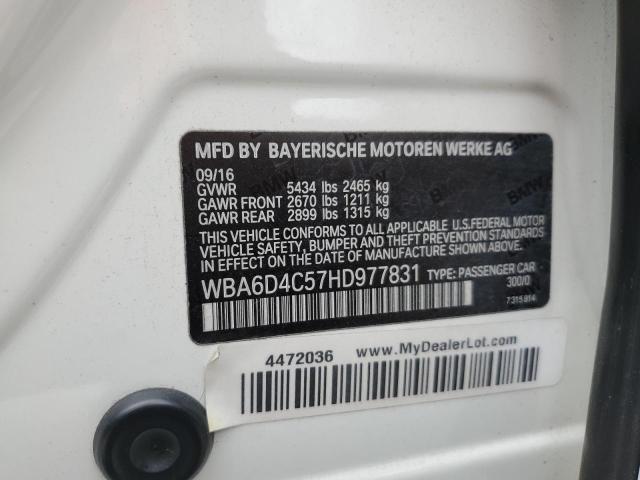 MFD BY BAYERISCHE MOTOREN WERKE AG
09/16
GVWR 5434 lbs 2465 kg
GAWR FRONT 2670 lbs 1211 kg
GAWR REAR 2899 lbs 1315 kg
THIS VEHICLE CONFORMS TO ALL APPLICABLE U.S.FEDERAL MOTOR
VEHICLE SAFETY, BUMPER, AND THEFT PREVENTION STANDARDS
IN EFFECT ON THE DATE OF MANUFACTURE SHOWN ABOVE.
WBA6D4C57HD977831 TYPE: PASSENGER CAR
300/0
7315914
4472036 www.MyDealerLot.com